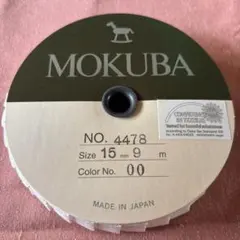 MOKUBA
NO. 4478
Size 15 mm 9 m
Color No. 00
MADE IN JAPAN